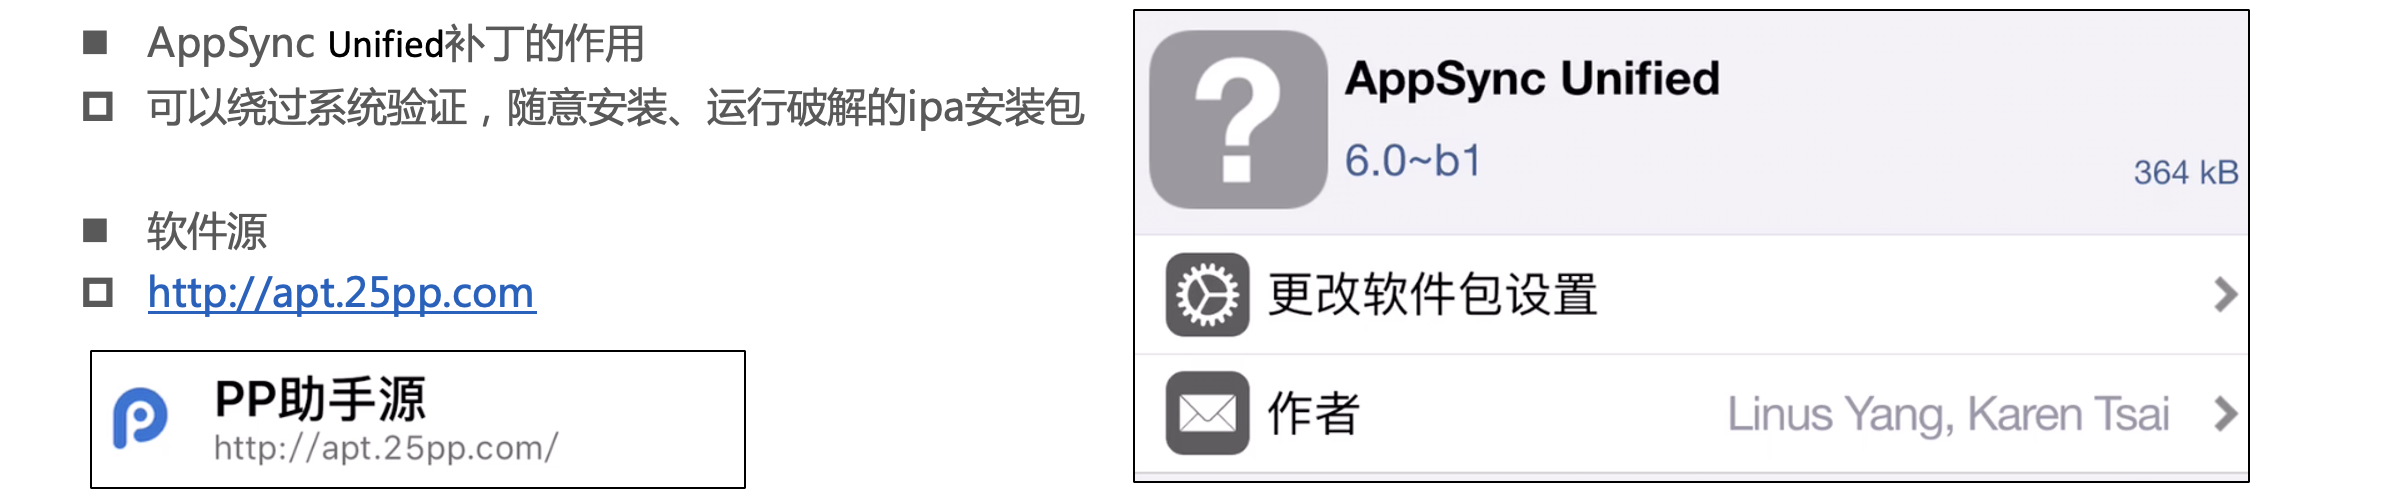 AppSync Unified补丁的作用
可以绕过系统验证，随意安装、运行破解的ipa安装包
软件源
http://apt.25pp.com
PP助手源
http://apt.25pp.com/
AppSync Unified
6.0~b1
364 kB
更改软件包设置
作者
Linus Yang, Karen Tsai